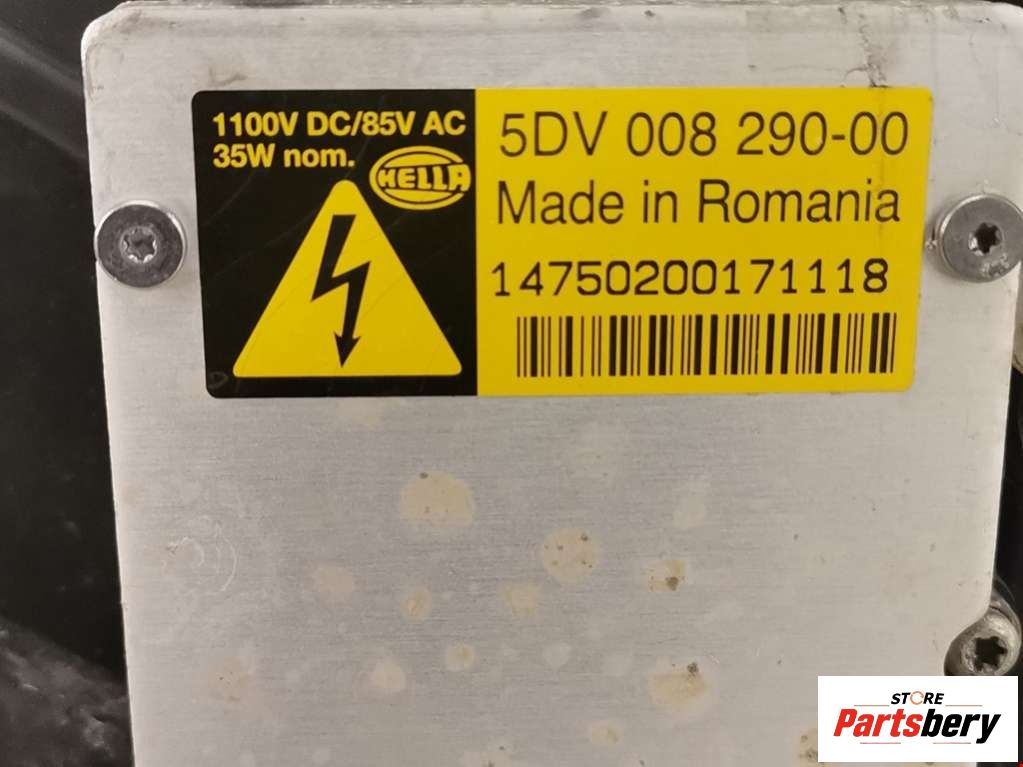 1100V DC/85V AC
35W nom.
HELLA
5DV 008 290-00
Made in Romania
14750200171118
STORE
Partsbery